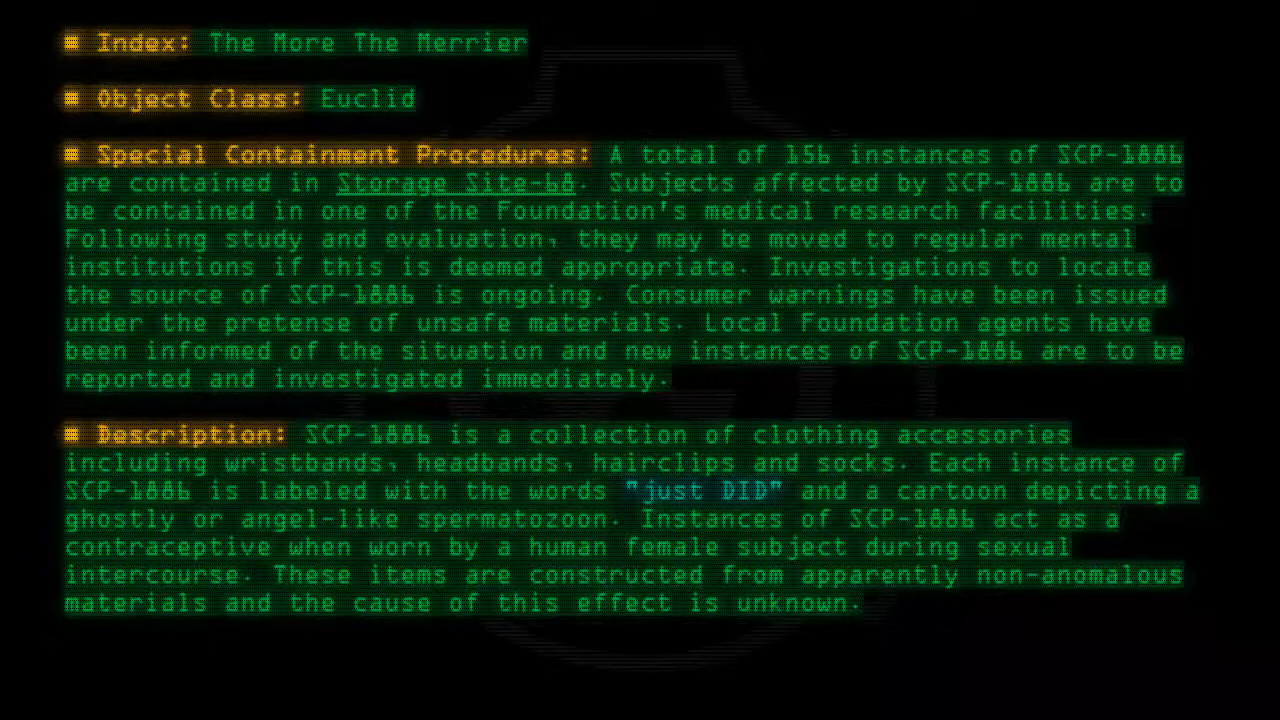 ■ Index: The More The Merrier
■ Object Class: Euclid
■ Special Containment Procedures: A total of 156 instances of SCP-1886
are contained in Storage Site-68. Subjects affected by SCP-1886 are to
be contained in one of the Foundation's medical research facilities.
Following study and evaluation, they may be moved to regular mental
institutions if this is deemed appropriate. Investigations to locate
the source of SCP-1886 is ongoing. Consumer warnings have been issued
under the pretense of unsafe materials. Local Foundation agents have
been informed of the situation and new instances of SCP-1886 are to be
reported and investigated immediately.
■ Description: SCP-1886 is a collection of clothing accessories
including wristbands, headbands, hairclips and socks. Each instance of
SCP-1886 is labeled with the words "just DID" and a cartoon depicting a
ghostly or angel-like spermatozoon. Instances of SCP-1886 act as a
contraceptive when worn by a human female subject during sexual
intercourse. These items are constructed from apparently non-anomalous
materials and the cause of this effect is unknown.